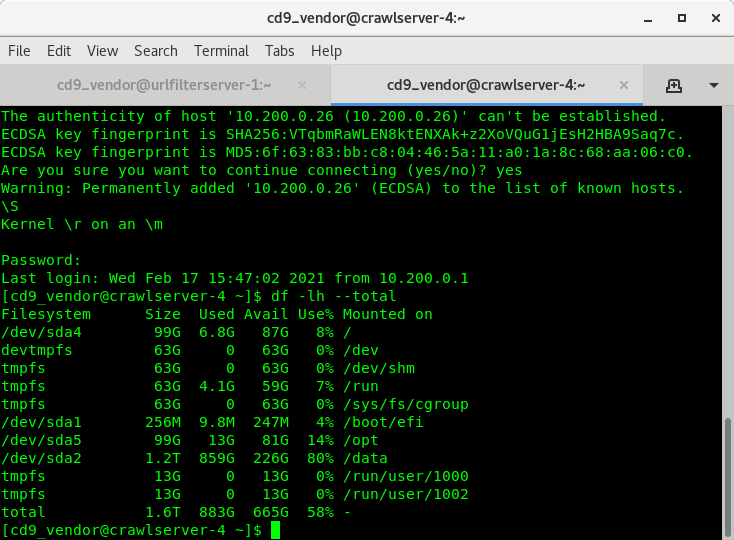 cd9_vendor@crawlserver-4:~
File Edit View Search Terminal Tabs Help
cd9_vendor@urlfilterserver-1:~ × cd9_vendor@crawlserver-4:~ ×
The authenticity of host '10.200.0.26 (10.200.0.26)' can't be established.
ECDSA key fingerprint is SHA256:VTqbmRaWLEN8ktENXAk+z2XoVQuG1jEsH2HBA9Saq7c.
ECDSA key fingerprint is MD5:6f:63:83:bb:c8:04:46:5a:11:a0:1a:8c:68:aa:06:c0.
Are you sure you want to continue connecting (yes/no)? yes
Warning: Permanently added '10.200.0.26' (ECDSA) to the list of known hosts.
\S
Kernel \r on an \m
Password:
Last login: Wed Feb 17 15:47:02 2021 from 10.200.0.1
[cd9_vendor@crawlserver-4 ~]$ df -lh --total
Filesystem      Size  Used Avail Use% Mounted on
/dev/sda4        99G  6.8G   87G   8% /
devtmpfs         63G     0   63G   0% /dev
tmpfs            63G     0   63G   0% /dev/shm
tmpfs            63G  4.1G   59G   7% /run
tmpfs            63G     0   63G   0% /sys/fs/cgroup
/dev/sda1       256M  9.8M  247M   4% /boot/efi
/dev/sda5        99G   13G   81G  14% /opt
/dev/sda2       1.2T  859G  226G  80% /data
tmpfs            13G     0   13G   0% /run/user/1000
tmpfs            13G     0   13G   0% /run/user/1002
total           1.6T  883G  665G  58% -
[cd9_vendor@crawlserver-4 ~]$